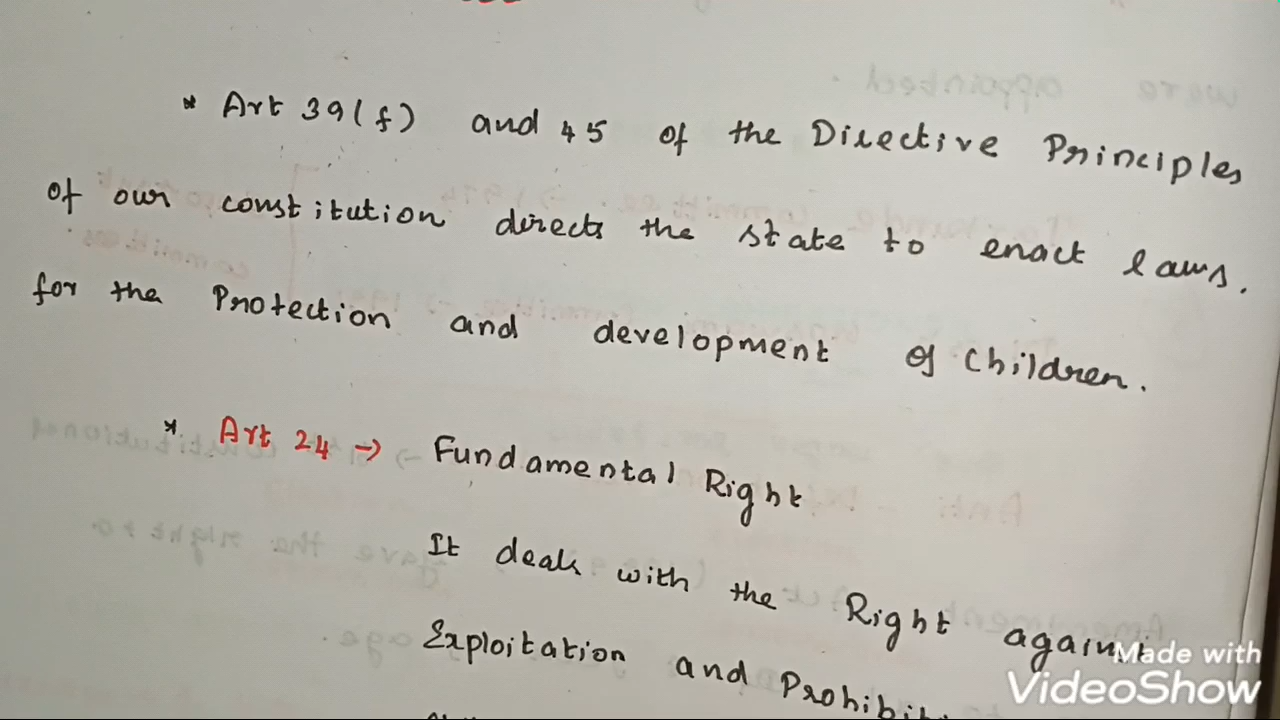 * Art 39(f) and 45 of the Directive Principles
of our constitution directs the state to enact laws.
for the Protection and development of children.
* Art 24 → Fundamental Right
It deals with the Right against
Exploitation and
Made with
VideoShow